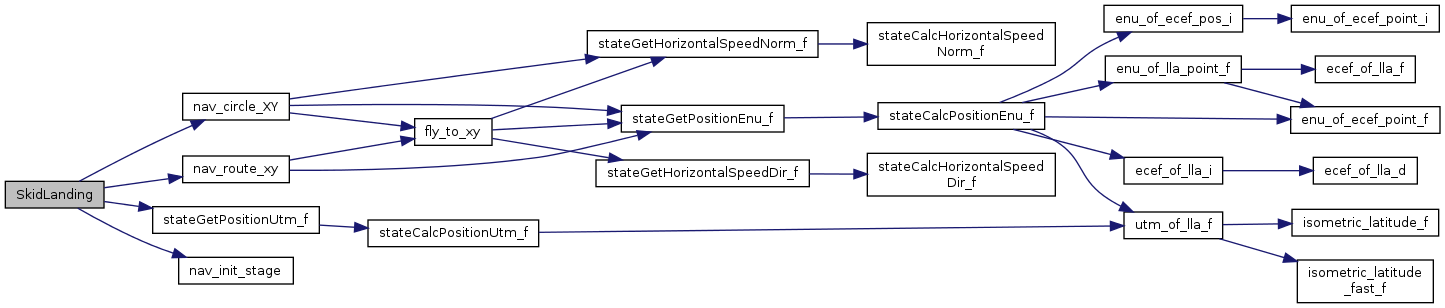 SkidLanding
nav_circle_XY
nav_route_xy
stateGetPositionUtm_f
nav_init_stage
fly_to_xy
stateCalcPositionUtm_f
stateGetHorizontalSpeedNorm_f
stateGetPositionEnu_f
stateGetHorizontalSpeedDir_f
stateCalcHorizontalSpeed
Norm_f
stateCalcPositionEnu_f
stateCalcHorizontalSpeed
Dir_f
enu_of_ecef_pos_i
enu_of_lla_point_f
ecef_of_lla_i
utm_of_lla_f
enu_of_ecef_point_i
ecef_of_lla_f
enu_of_ecef_point_f
ecef_of_lla_d
isometric_latitude_f
isometric_latitude
_fast_f